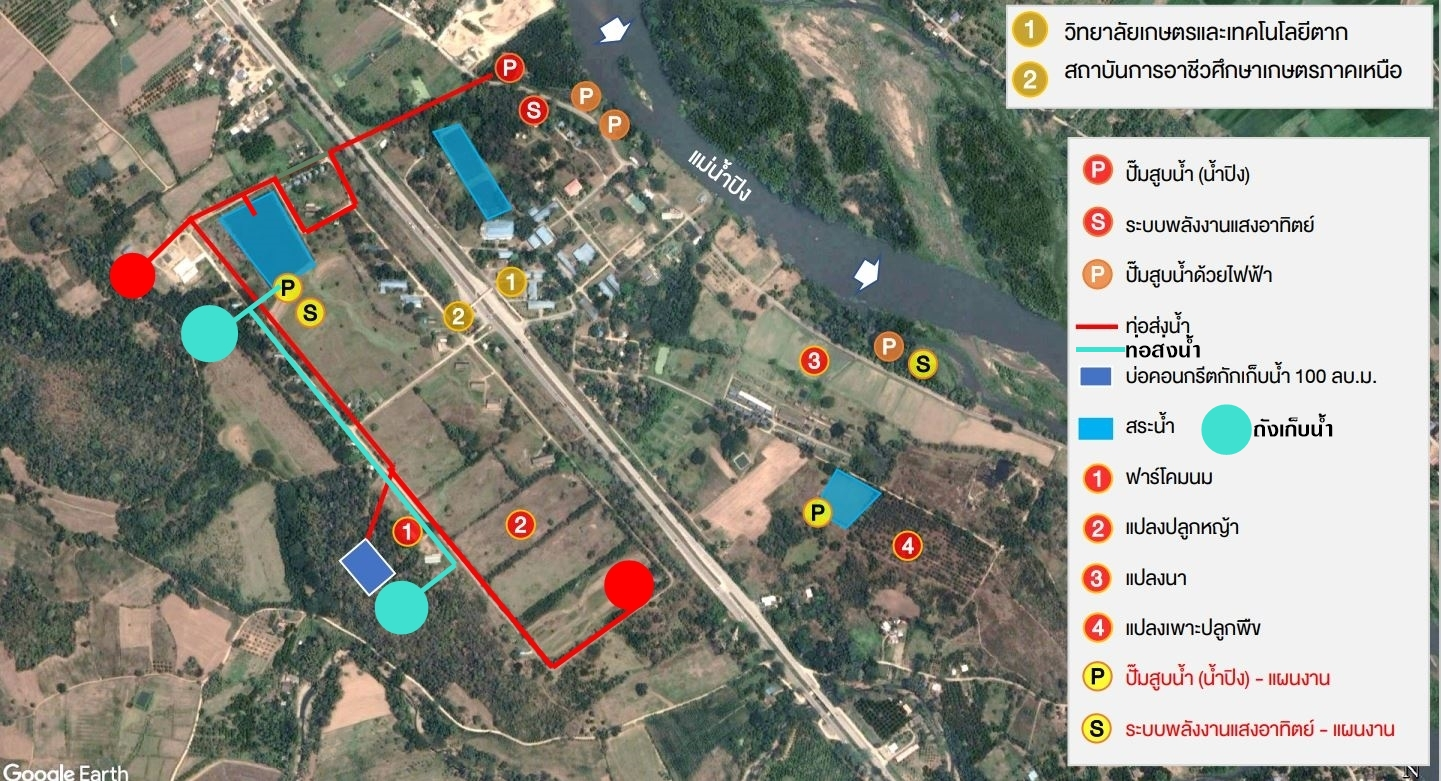 1 วิทยาลัยเกษตรและเทคโนโลยีตาก
2 สถาบันการอาชีวศึกษาเกษตรภาคเหนือ
P
S
P
P
แม่น้ำปิง
P
S
1
2
3
P
S
1
2
P
4
P ปั๊มสูบน้ำ (น้ำปิง)
S ระบบพลังงานแสงอาทิตย์
P ปั๊มสูบน้ำด้วยไฟฟ้า
ท่อส่งน้ำ
ทอสงน้ำ
บ่อคอนกรีตกักเก็บน้ำ 100 ลบ.ม.
สระน้ำ ถังเก็บน้ำ
1 ฟาร์โคมนม
2 แปลงปลูกหญ้า
3 แปลงนา
4 แปลงเพาะปลูกพืช
P ปั๊มสูบน้ำ (น้ำปิง) - แผนงาน
S ระบบพลังงานแสงอาทิตย์ - แผนงาน
Google Earth
N